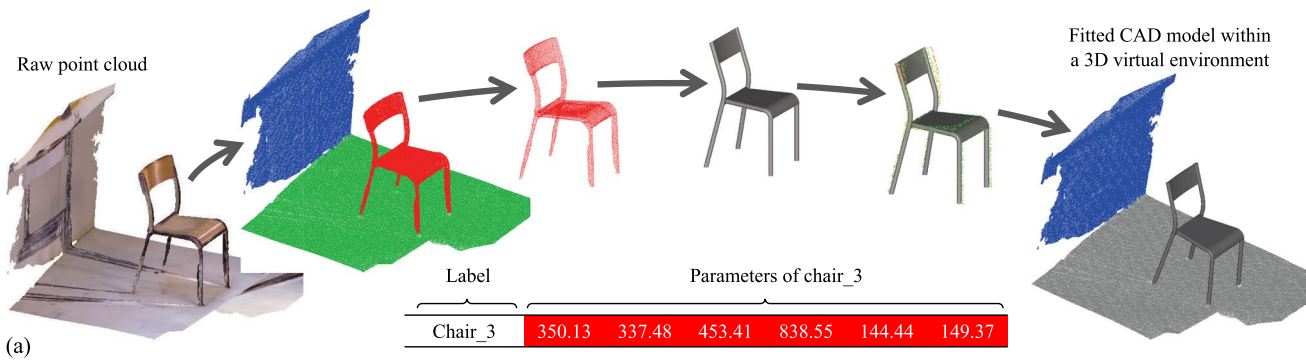 Raw point cloud
Fitted CAD model within
a 3D virtual environment
Label
Parameters of chair_3
Chair_3 350.13 337.48 453.41 838.55 144.44 149.37
(a)